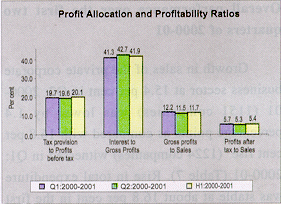 Profit Allocation and Profitability Ratios
Per cent
40.0
30.0
20.0
10.0
0.0
19.7 19.6 20.1
41.3 42.7 41.9
12.2 11.5 11.7
5.7 5.3 5.4
Tax provision to Profits before tax
Interest to Gross Profits
Gross profits to Sales
Profits after tax to Sales
Q1:2000-2001 Q2:2000-2001 H1:2000-2001